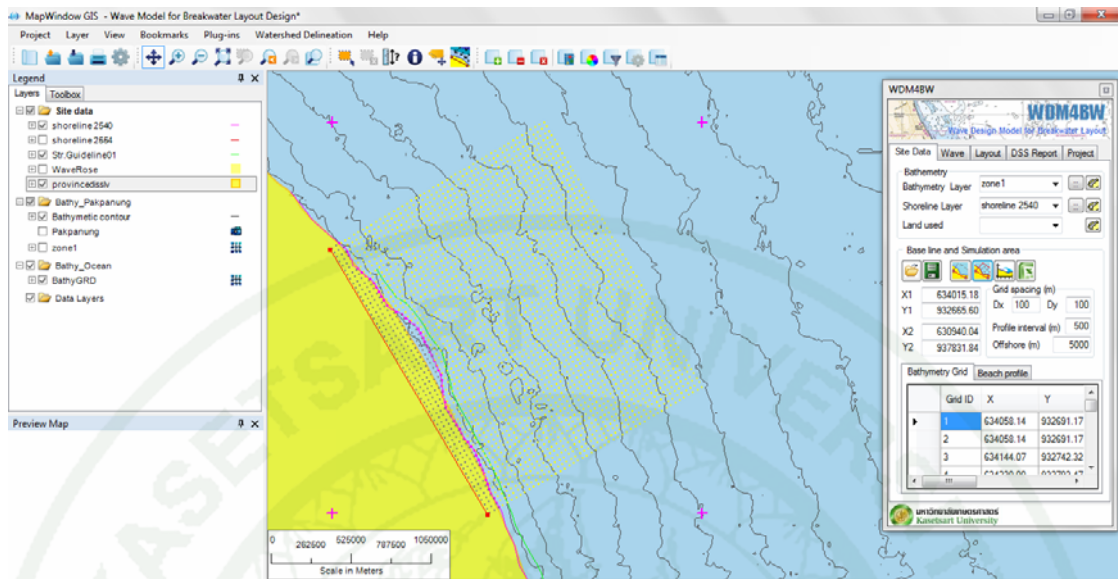 MapWindow GIS - Wave Model for Breakwater Layout Design*
Project Layer View Bookmarks Plug-ins Watershed Delineation Help
Legend
Layers Toolbox
Site data
shoreline 2540
shoreline 2664
Str.Guideline01
WaveRose
provincedisslv
Bathy_Pakpanung
Bathymetic contour
Pakpanung
zone1
Bathy_Ocean
BathyGRD
Data Layers
Preview Map
0 262500 525000 787500 1050000
Scale in Meters
WDM4BW
WDM4BW
Wave Design Model for Breakwater Layout
Site Data Wave Layout DSS Report Project
Bathemetry
Bathymetry Layer zone1
Shoreline Layer shoreline 2540
Land used
Base line and Simulation area
X1 634015.18
Y1 932665.60
X2 630940.04
Y2 937831.84
Grid spacing (m)
Dx 100 Dy 100
Profile interval (m) 500
Offshore (m) 5000
Bathymetry Grid Beach profile
Grid ID X Y
1 634058.14 932691.17
2 634058.14 932691.17
3 634144.07 932742.32
มหาวิทยาลัยเกษตรศาสตร์
Kasetsart University
KASETSART UNIVERSITY